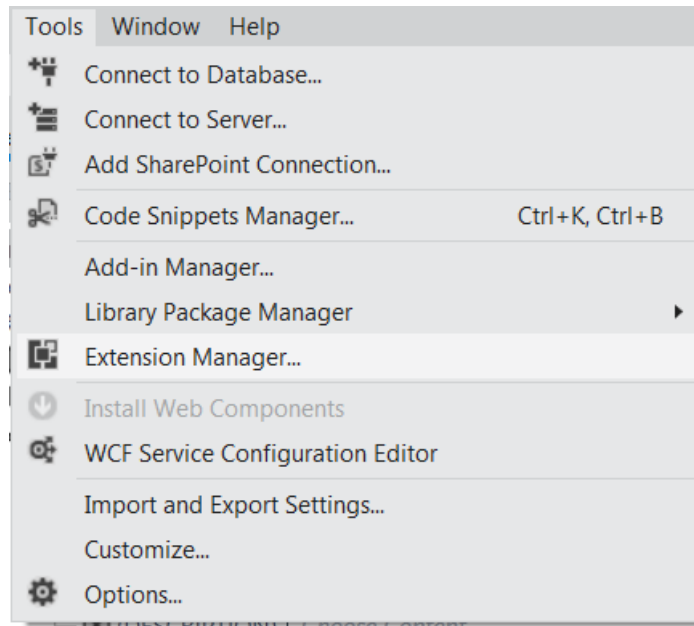 Tools Window Help
Connect to Database...
Connect to Server...
Add SharePoint Connection...
Code Snippets Manager... Ctrl+K, Ctrl+B
Add-in Manager...
Library Package Manager
Extension Manager...
Install Web Components
WCF Service Configuration Editor
Import and Export Settings...
Customize...
Options...